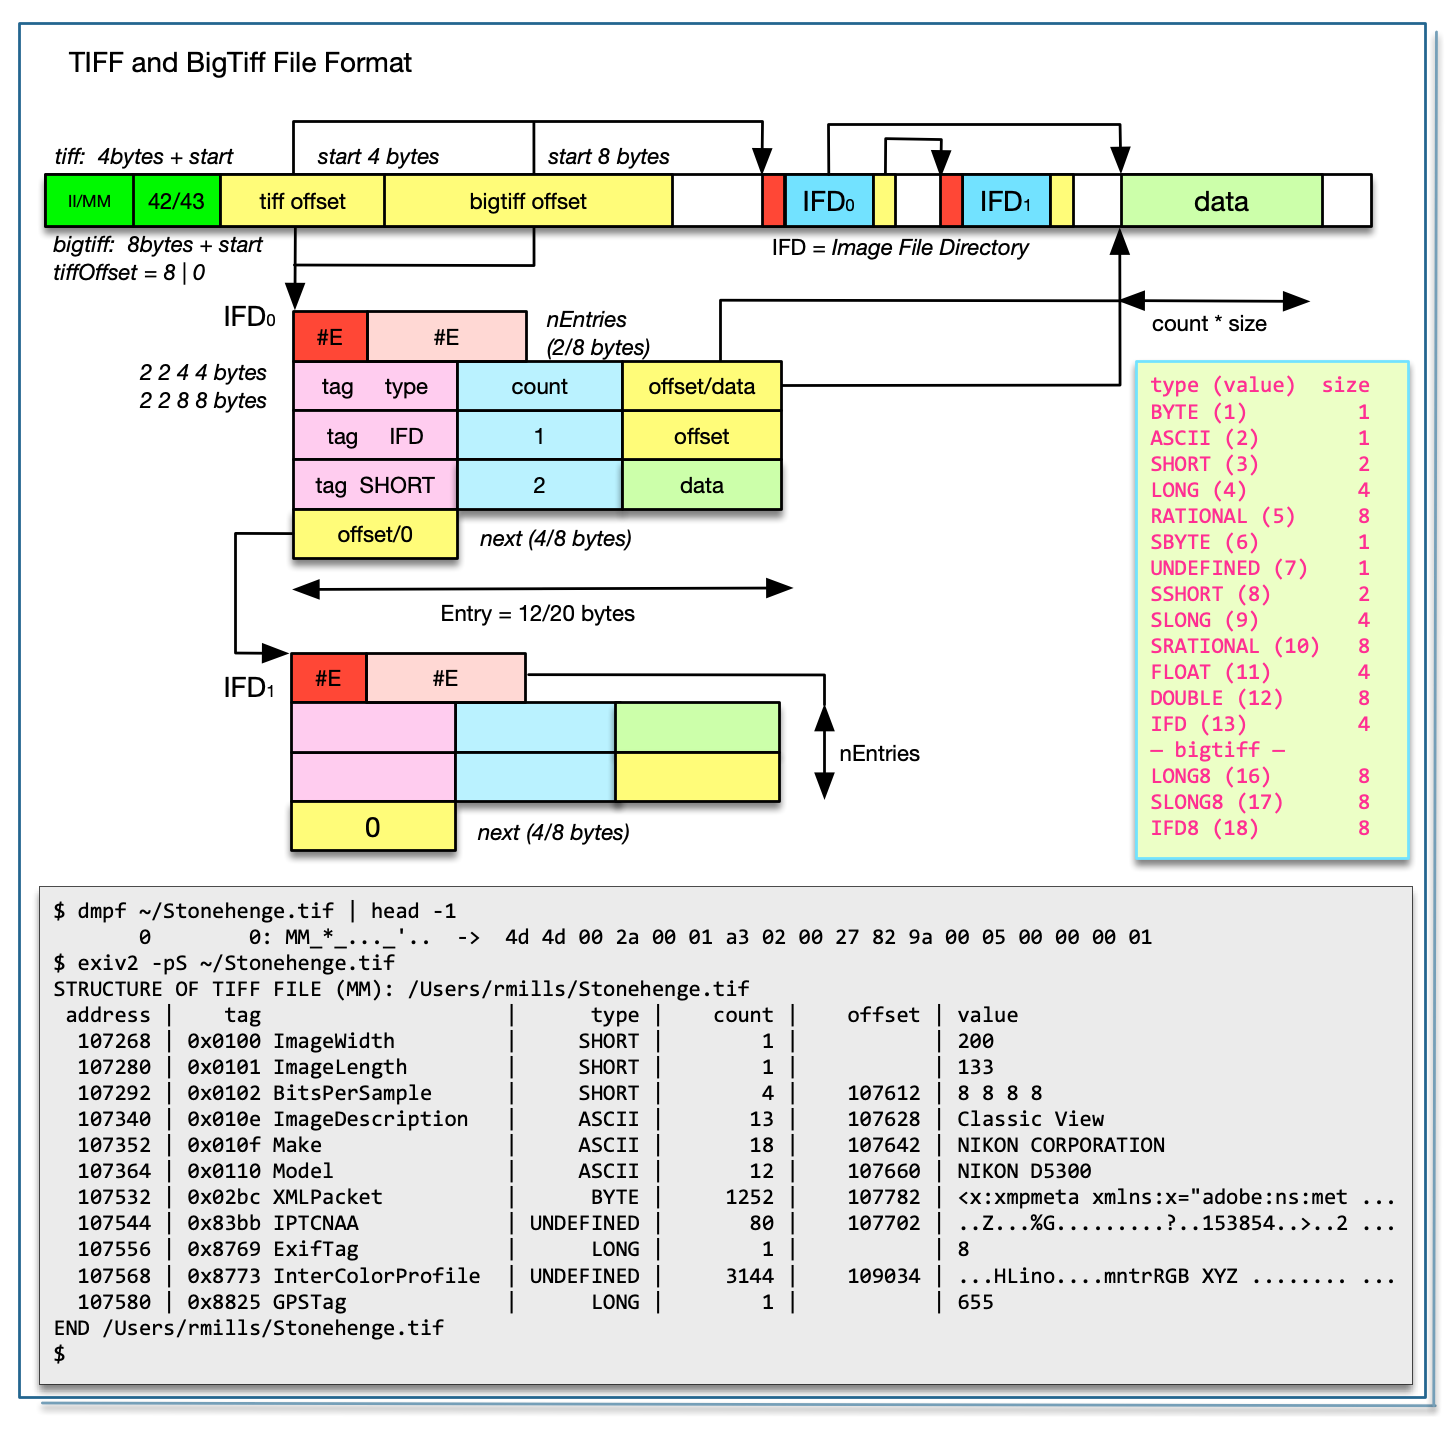 TIFF and BigTiff File Format
tiff: 4bytes + start
start 4 bytes
start 8 bytes
II/MM
42/43
tiff offset
bigtiff offset
IFD0
IFD1
data
bigtiff: 8bytes + start
tiffOffset = 8 | 0
IFD = Image File Directory
IFD0
#E
#E
nEntries
(2/8 bytes)
count * size
2 2 4 4 bytes
2 2 8 8 bytes
tag type
count
offset/data
tag IFD
1
offset
tag SHORT
2
data
offset/0
next (4/8 bytes)
Entry = 12/20 bytes
IFD1
#E
#E
nEntries
0
next (4/8 bytes)
type (value) size
BYTE (1) 1
ASCII (2) 1
SHORT (3) 2
LONG (4) 4
RATIONAL (5) 8
SBYTE (6) 1
UNDEFINED (7) 1
SSHORT (8) 2
SLONG (9) 4
SRATIONAL (10) 8
FLOAT (11) 4
DOUBLE (12) 8
IFD (13) 4
— bigtiff —
LONG8 (16) 8
SLONG8 (17) 8
IFD8 (18) 8
$ dmpf ~/Stonehenge.tif | head -1
0 0: MM_*_..._'.. -> 4d 4d 00 2a 00 01 a3 02 00 27 82 9a 00 05 00 00 00 01
$ exiv2 -pS ~/Stonehenge.tif
STRUCTURE OF TIFF FILE (MM): /Users/rmills/Stonehenge.tif
address | tag | type | count | offset | value
107268 | 0x0100 ImageWidth | SHORT | 1 | | 200
107280 | 0x0101 ImageLength | SHORT | 1 | | 133
107292 | 0x0102 BitsPerSample | SHORT | 4 | 107612 | 8 8 8 8
107340 | 0x010e ImageDescription | ASCII | 13 | 107628 | Classic View
107352 | 0x010f Make | ASCII | 18 | 107642 | NIKON CORPORATION
107364 | 0x0110 Model | ASCII | 12 | 107660 | NIKON D5300
107532 | 0x02bc XMLPacket | BYTE | 1252 | 107782 | <x:xmpmeta xmlns:x="adobe:ns:met ...
107544 | 0x83bb IPTCNAA | UNDEFINED | 80 | 107702 | ..Z...%G.........?..153854..>..2 ...
107556 | 0x8769 ExifTag | LONG | 1 | | 8
107568 | 0x8773 InterColorProfile | UNDEFINED | 3144 | 109034 | ...HLino....mntrRGB XYZ ........ ...
107580 | 0x8825 GPSTag | LONG | 1 | | 655
END /Users/rmills/Stonehenge.tif
$